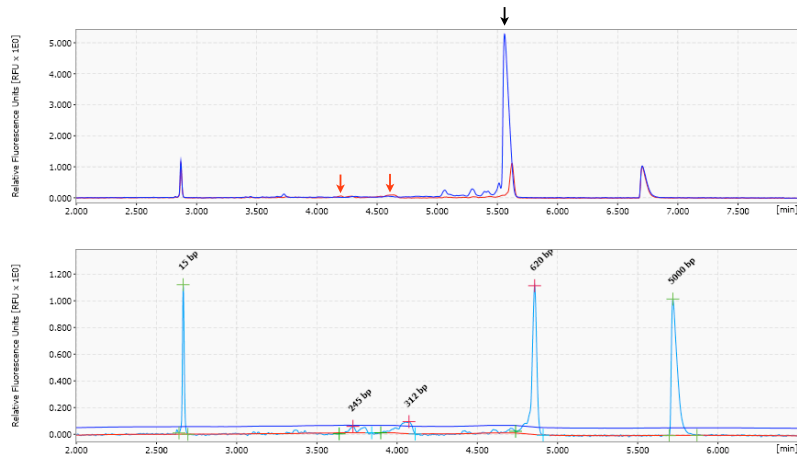 Relative Fluorescence Units [RFU x 1E0]
5.000
4.000
3.000
2.000
1.000
0.000
2.000 2.500 3.000 3.500 4.000 4.500 5.000 5.500 6.000 6.500 7.000 7.500 [min]
Relative Fluorescence Units [RFU x 1E0]
1.200
1.000
0.800
0.600
0.400
0.200
0.000
15 bp
245 bp
312 bp
620 bp
5000 bp
2.000 2.500 3.000 3.500 4.000 4.500 5.000 5.500 6.000 [min]